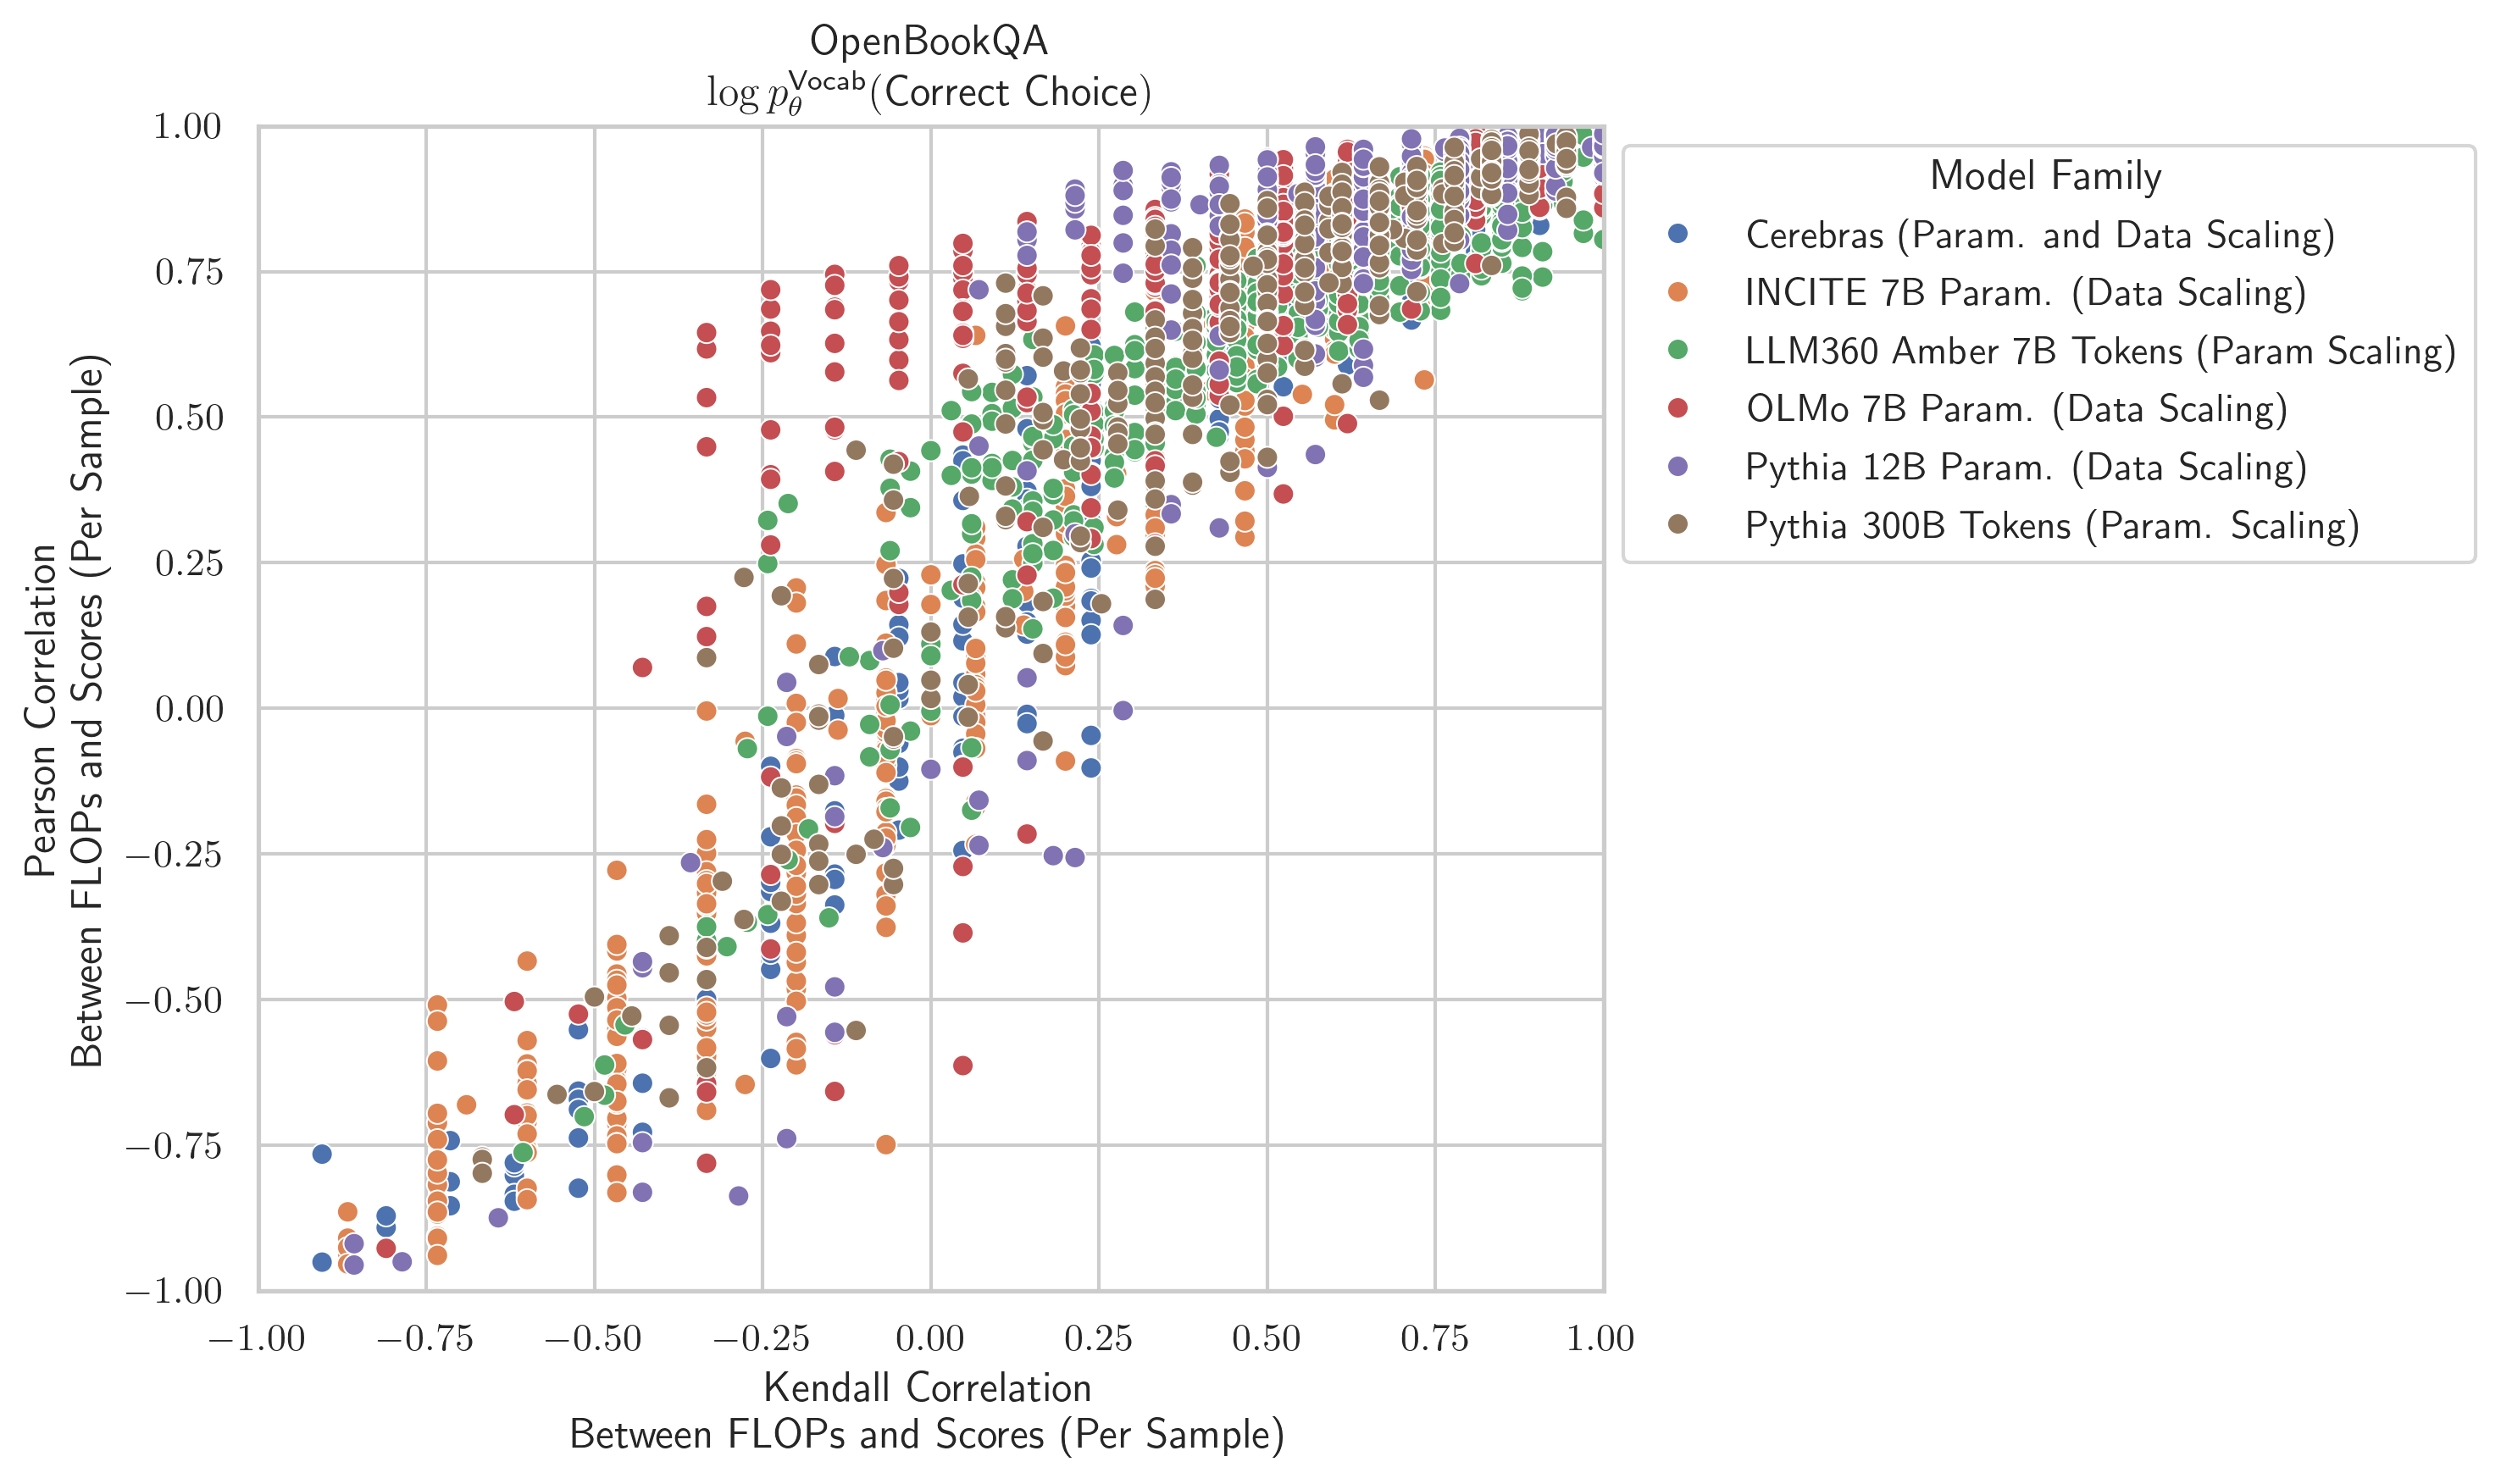 OpenBookQA
log p_θ^Vocab(Correct Choice)
1.00
0.75
0.50
0.25
0.00
−0.25
−0.50
−0.75
−1.00
Pearson Correlation
Between FLOPs and Scores (Per Sample)
−1.00 −0.75 −0.50 −0.25 0.00 0.25 0.50 0.75 1.00
Kendall Correlation
Between FLOPs and Scores (Per Sample)
Model Family
Cerebras (Param. and Data Scaling)
INCITE 7B Param. (Data Scaling)
LLM360 Amber 7B Tokens (Param Scaling)
OLMo 7B Param. (Data Scaling)
Pythia 12B Param. (Data Scaling)
Pythia 300B Tokens (Param. Scaling)